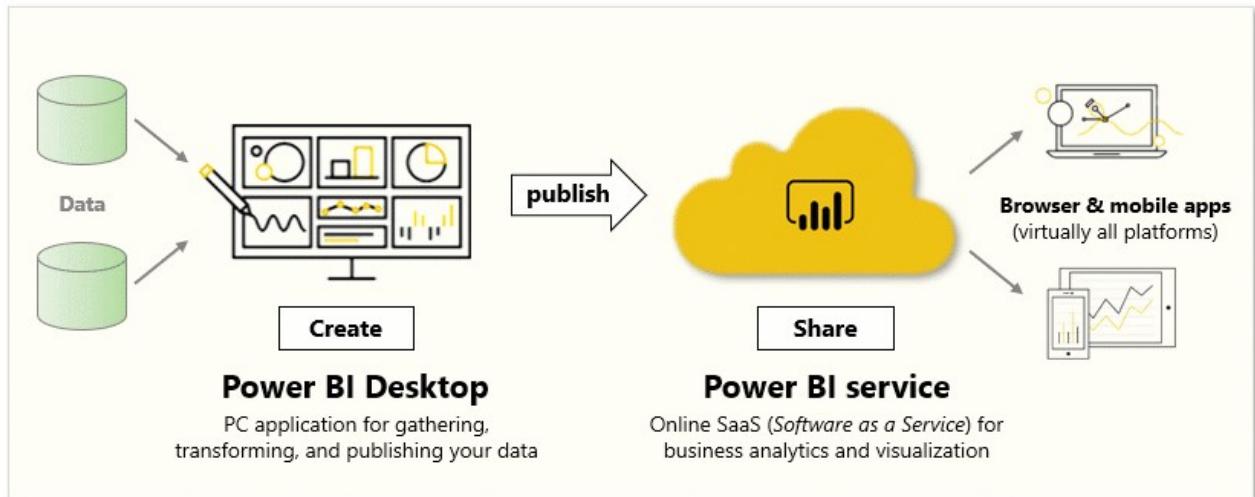 Data
publish
Create
Power BI Desktop
PC application for gathering,
transforming, and publishing your data
Share
Power BI service
Online SaaS (Software as a Service) for
business analytics and visualization
Browser & mobile apps
(virtually all platforms)